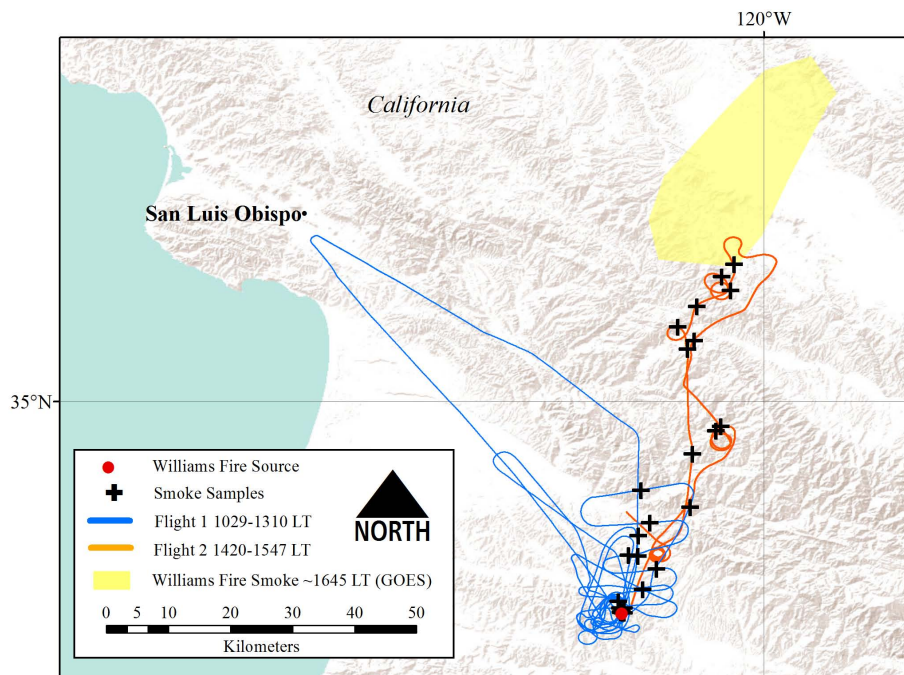 120°W
California
San Luis Obispo
35°N
Williams Fire Source
Smoke Samples
Flight 1 1029-1310 LT
Flight 2 1420-1547 LT
Williams Fire Smoke ~1645 LT (GOES)
NORTH
0 10 20 30 40 50
Kilometers